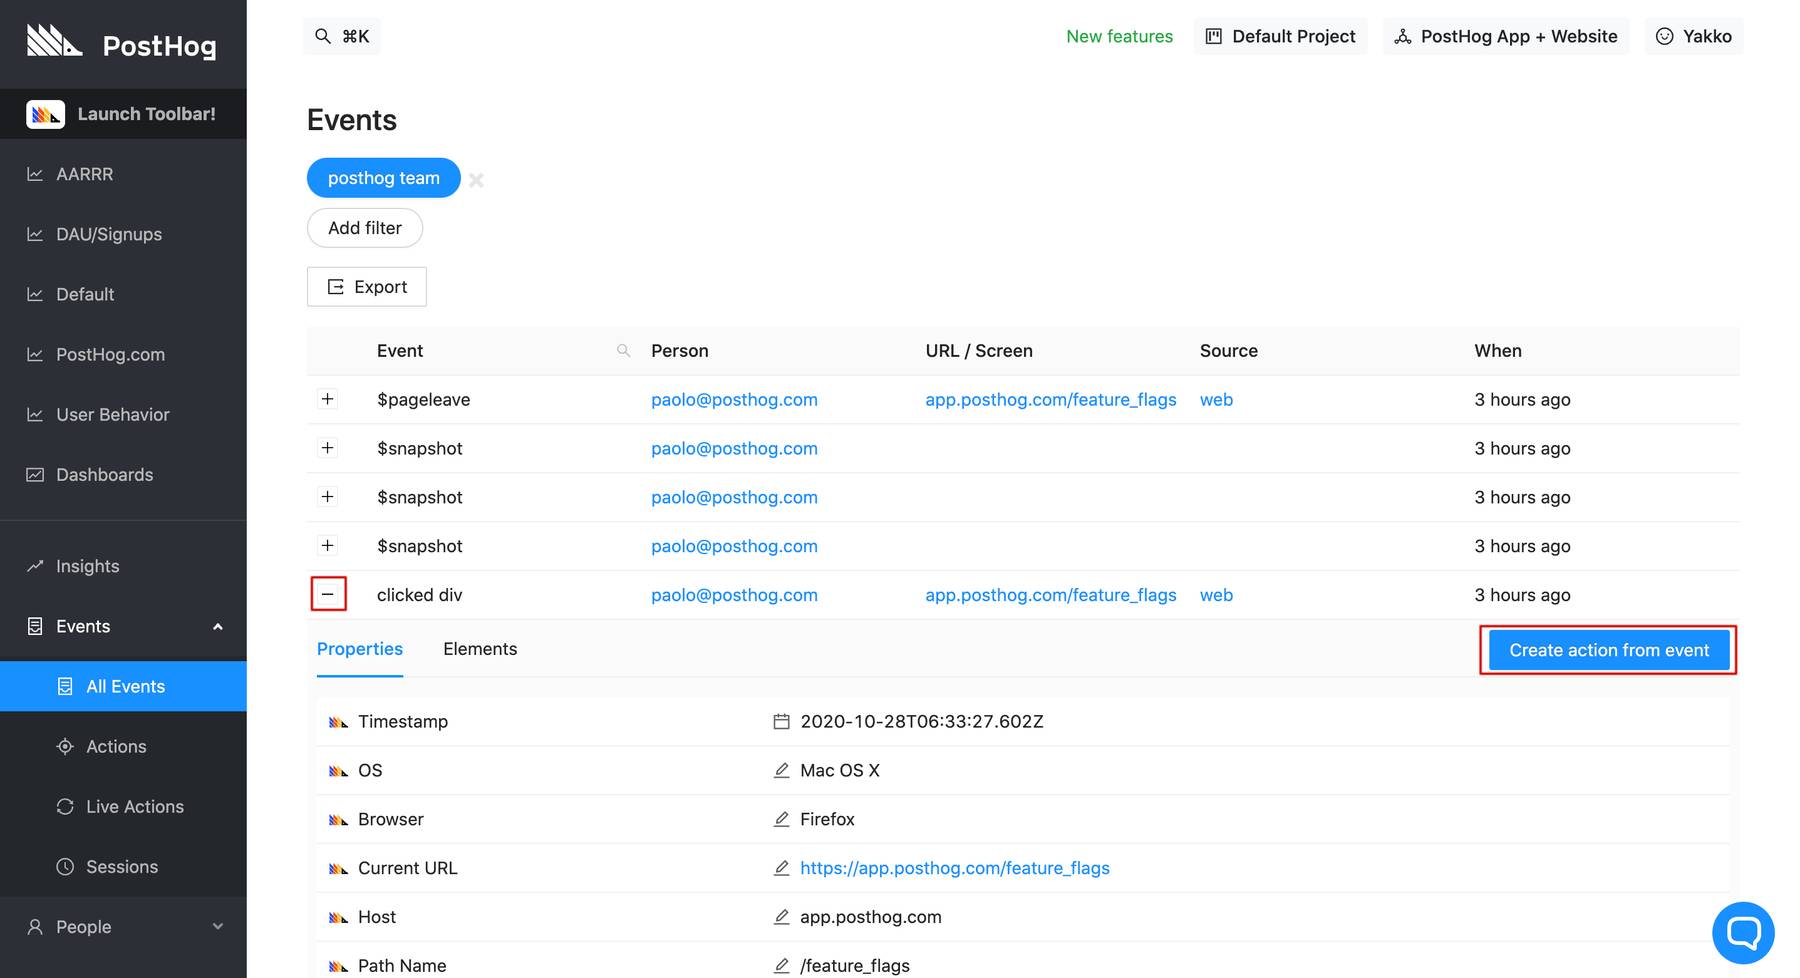 PostHog
⌘K
New features
Default Project
PostHog App + Website
Yakko
Launch Toolbar!
AARRR
DAU/Signups
Default
PostHog.com
User Behavior
Dashboards
Insights
Events
All Events
Actions
Live Actions
Sessions
People
Events
posthog team
Add filter
Export
Event Person URL / Screen Source When
$pageleave paolo@posthog.com app.posthog.com/feature_flags web 3 hours ago
$snapshot paolo@posthog.com 3 hours ago
$snapshot paolo@posthog.com 3 hours ago
$snapshot paolo@posthog.com 3 hours ago
clicked div paolo@posthog.com app.posthog.com/feature_flags web 3 hours ago
Properties Elements Create action from event
Timestamp 2020-10-28T06:33:27.602Z
OS Mac OS X
Browser Firefox
Current URL https://app.posthog.com/feature_flags
Host app.posthog.com
Path Name /feature_flags